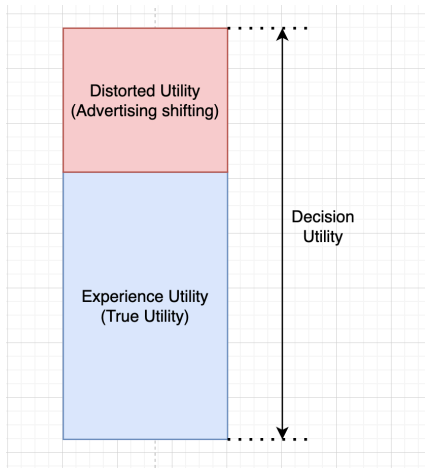 Distorted Utility
(Advertising shifting)
Decision
Utility
Experience Utility
(True Utility)